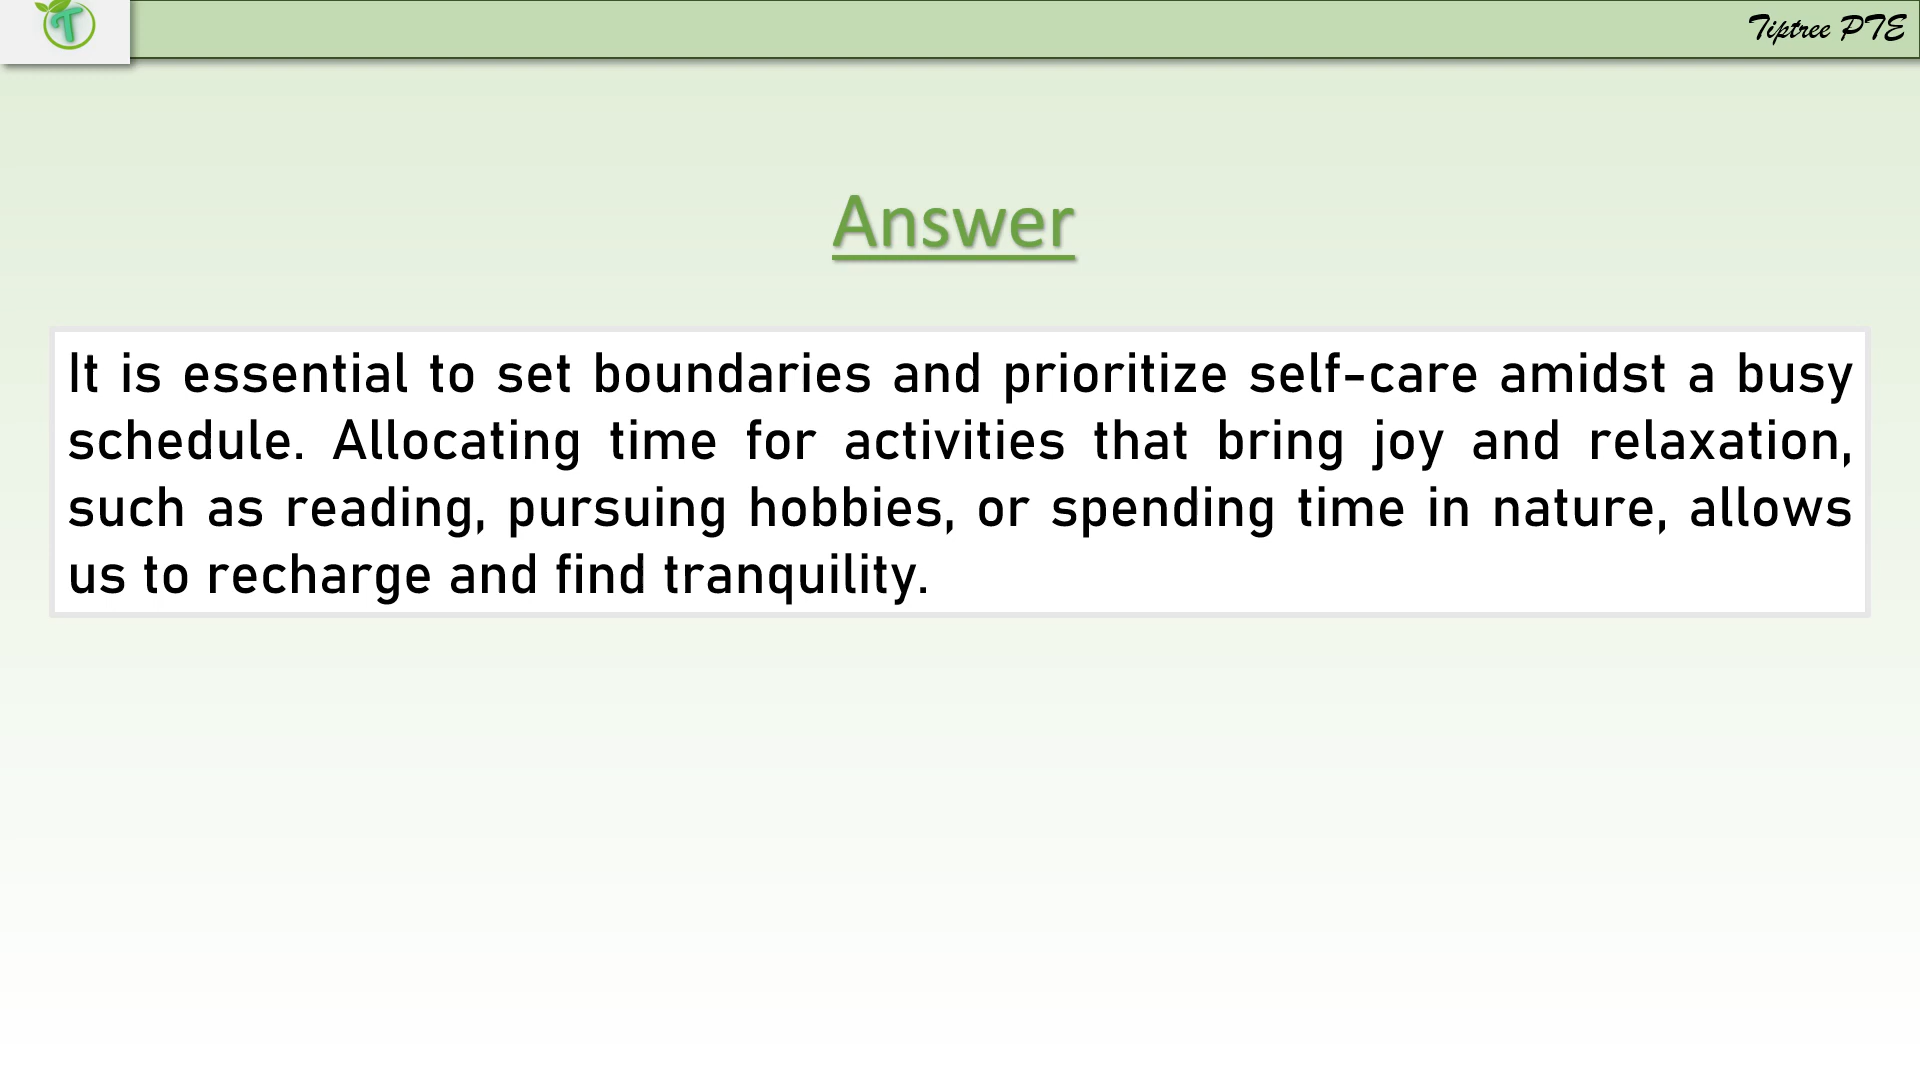 T
Tiptree PTE
Answer
It is essential to set boundaries and prioritize self-care amidst a busy
schedule. Allocating time for activities that bring joy and relaxation,
such as reading, pursuing hobbies, or spending time in nature, allows
us to recharge and find tranquility.